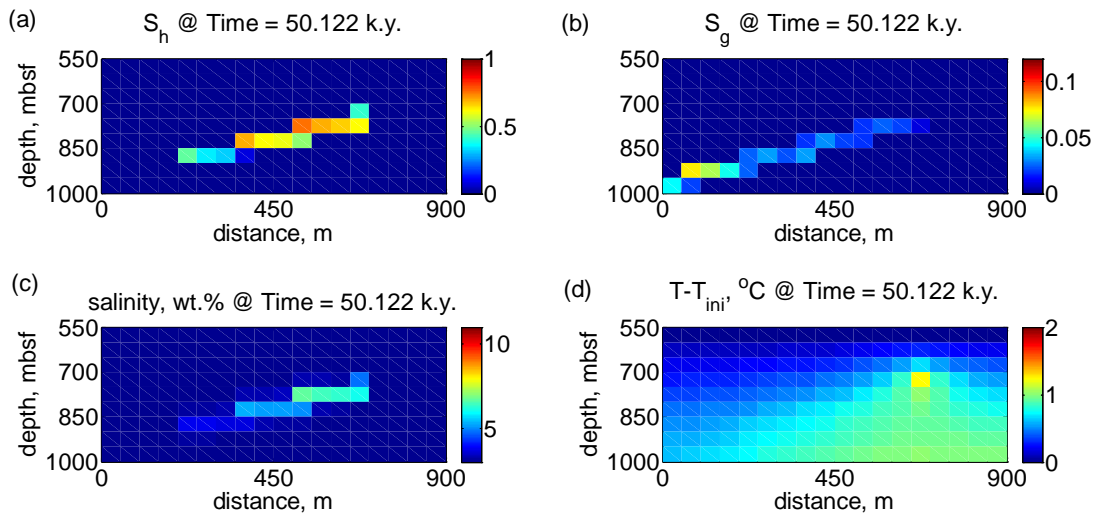 (a)
S_h @ Time = 50.122 k.y.
550
700
850
1000
depth, mbsf
0
450
900
distance, m
1
0.5
0
(b)
S_g @ Time = 50.122 k.y.
550
700
850
1000
0
450
900
distance, m
0.1
0.05
0
(c)
salinity, wt.% @ Time = 50.122 k.y.
550
700
850
1000
depth, mbsf
0
450
900
distance, m
10
5
(d)
T-T_ini, °C @ Time = 50.122 k.y.
550
700
850
1000
depth, mbsf
0
450
900
distance, m
2
1
0